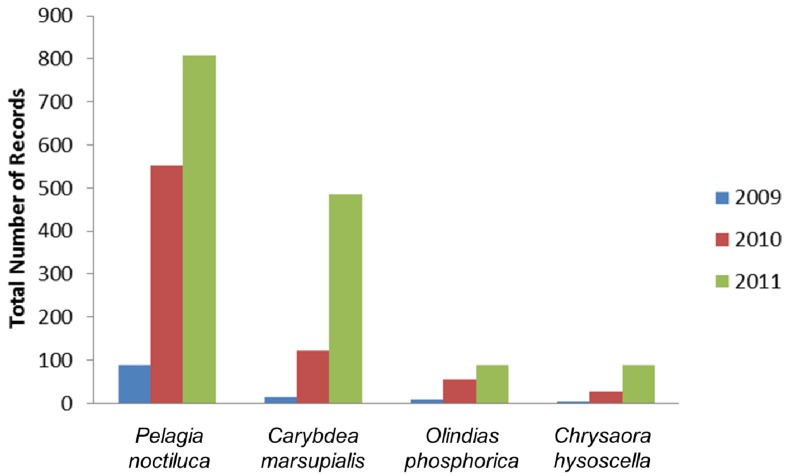 900
800
700
600
500
400
300
200
100
0
Total Number of Records
2009
2010
2011
Pelagia
noctiluca
Carybdea
marsupialis
Olindias
phosphorica
Chrysaora
hysoscella